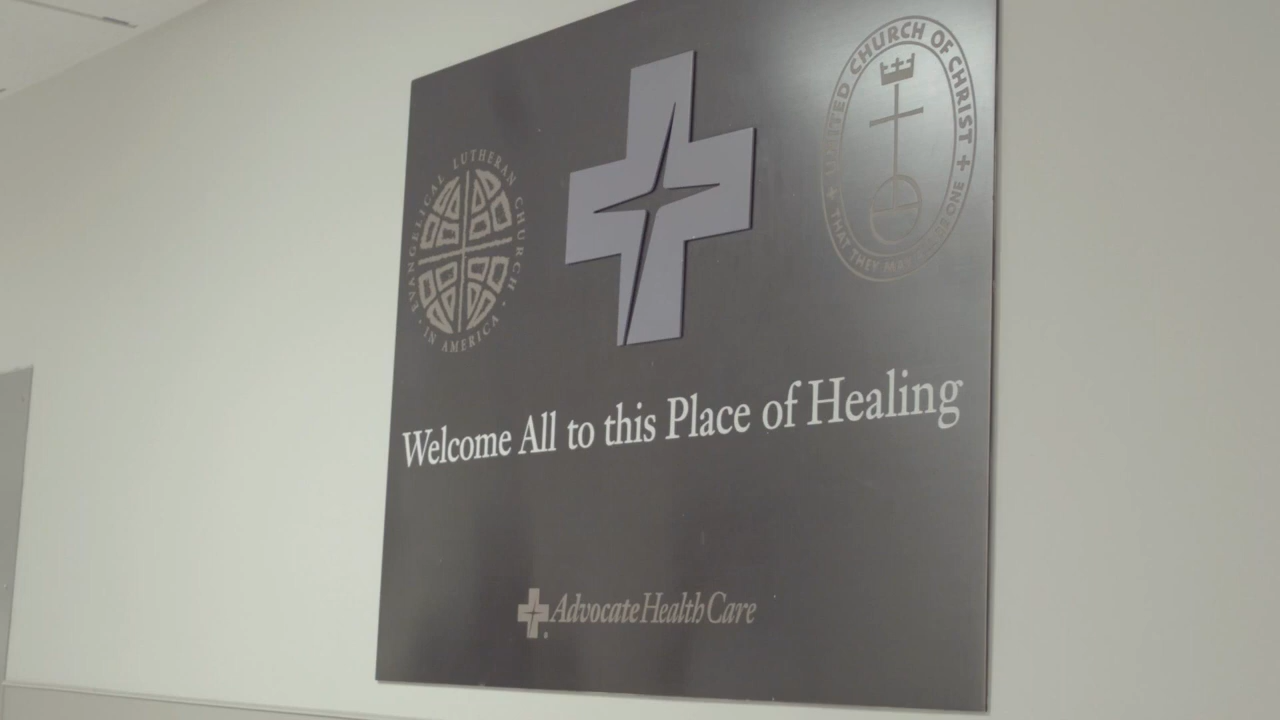 EVANGELICAL LUTHERAN CHURCH
IN AMERICA
UNITED CHURCH OF CHRIST
THAT THEY MAY ALL BE ONE
Welcome All to this Place of Healing
Advocate Health Care